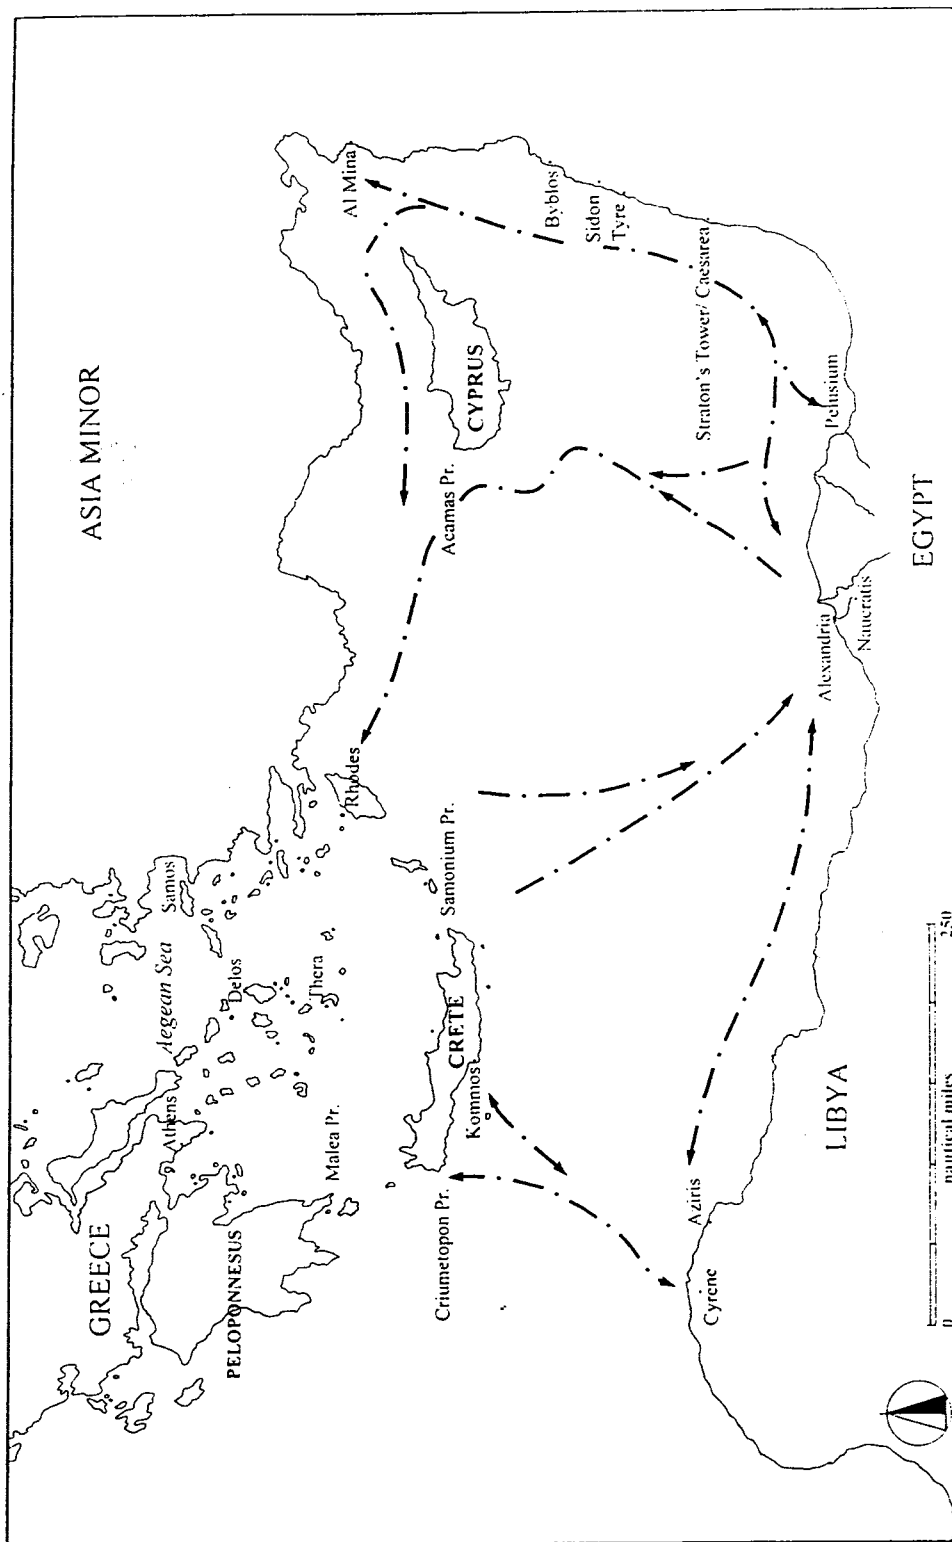 ASIA MINOR
GREECE
Aegean Sea
Samos
Athens
PELOPONNESUS
Delos
Thera
Malea Pr.
Rhodes
Al Mina
CYPRUS
Acamas Pr.
Samonium Pr.
CRETE
Kommos
Criumetopon Pr.
Byblos
Sidon
Tyre
Straton's Tower/ Caesarea
Pelusium
Aziris
Cyrene
Alexandria
Naucratis
LIBYA
EGYPT
0 250
nautical miles